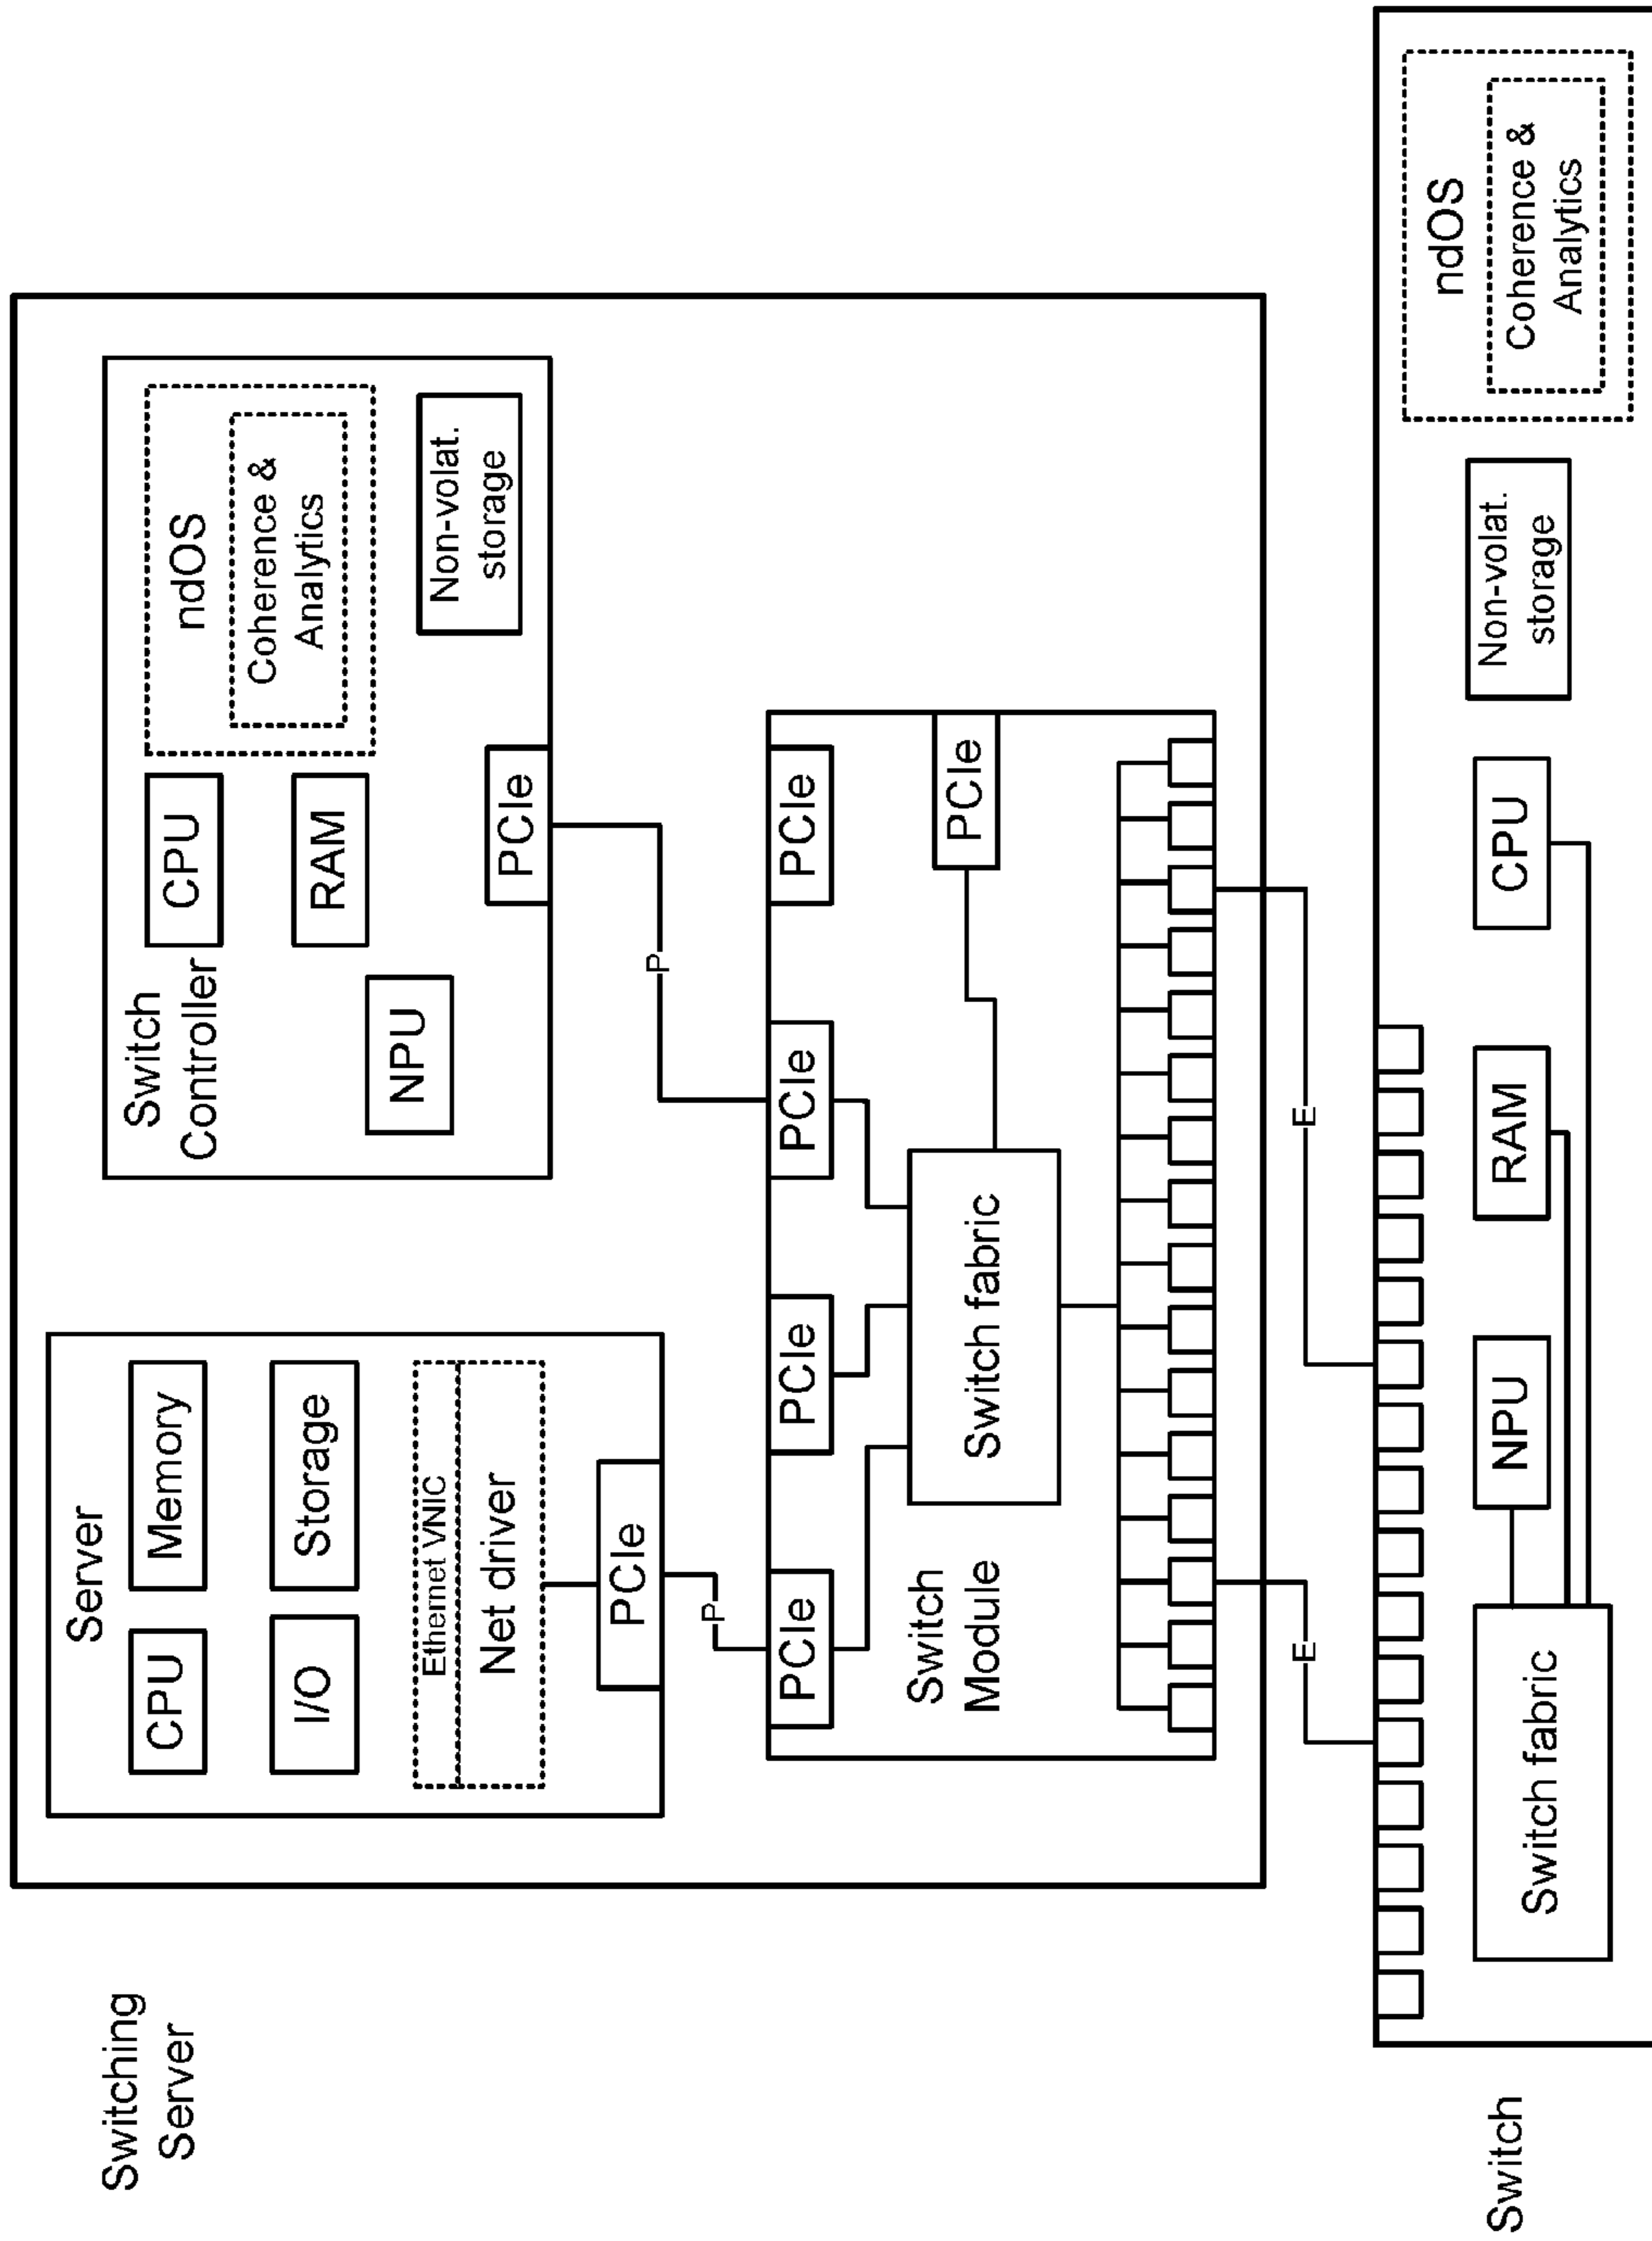 Switching
Server
Server
CPU
Memory
I/O
Storage
Ethernet VNIC
Net driver
PCIe
P
Switch
Controller
CPU
RAM
NPU
ndOS
Coherence &
Analytics
Non-volat.
storage
PCIe
P
PCIe
PCIe
PCIe
PCIe
PCIe
Switch
Module
Switch fabric
E
E
Switch
Switch fabric
NPU
RAM
CPU
Non-volat.
storage
ndOS
Coherence &
Analytics